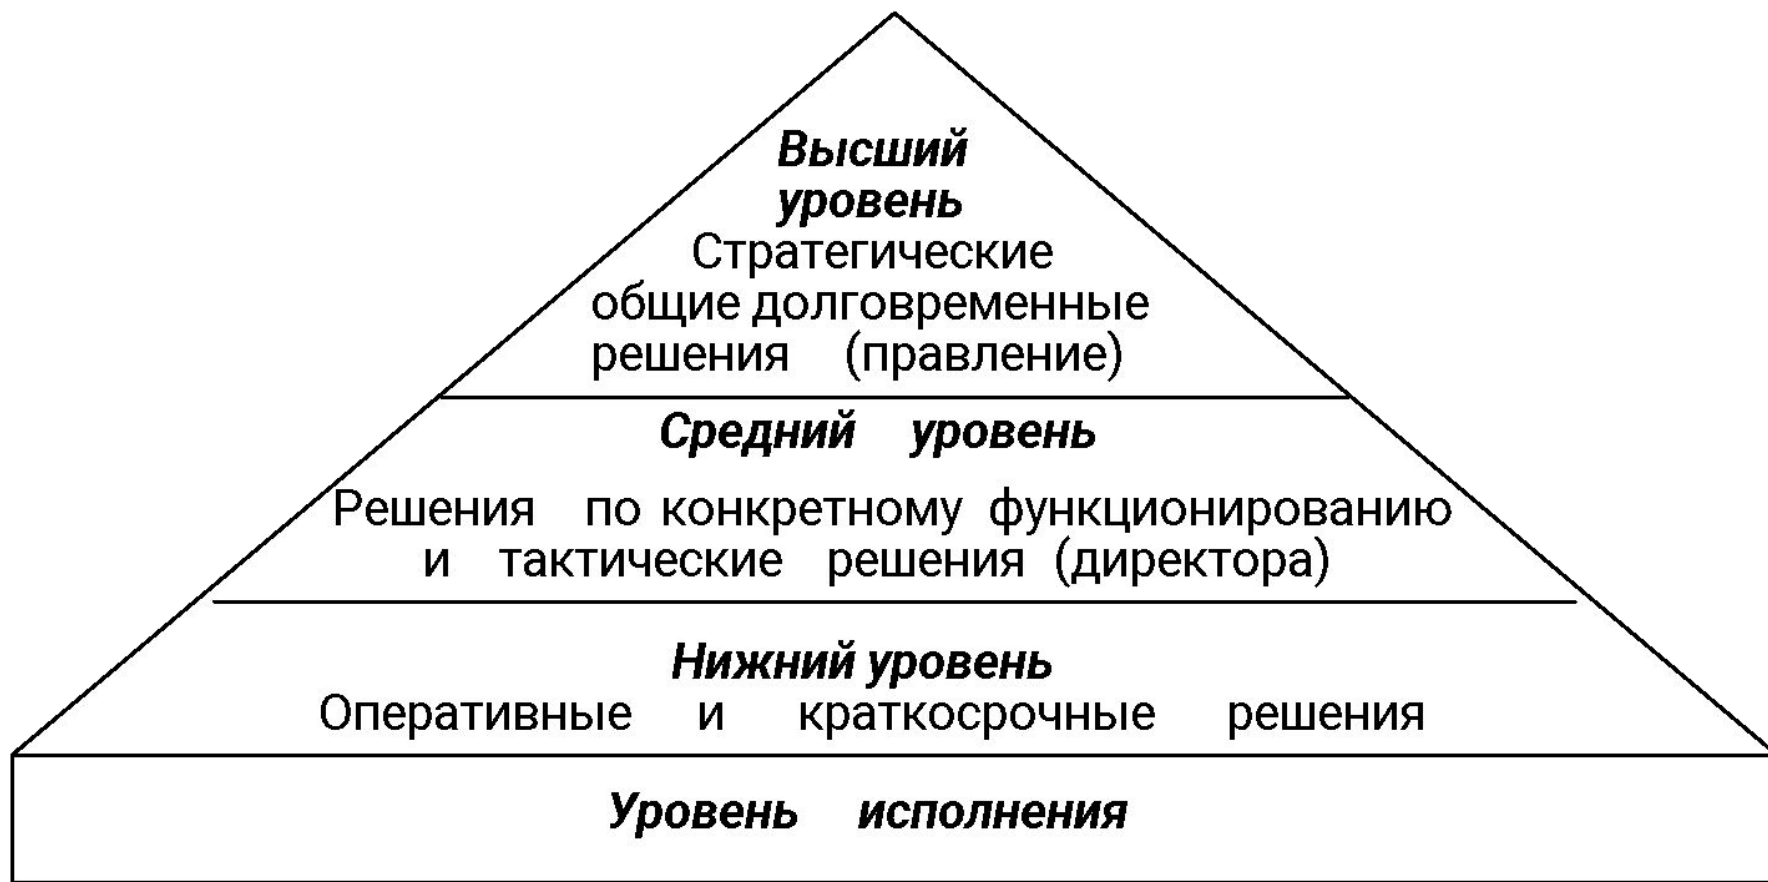 Высший
уровень
Стратегические
общие долговременные
решения (правление)
Средний уровень
Решения по конкретному функционированию
и тактические решения (директора)
Нижний уровень
Оперативные и краткосрочные решения
Уровень исполнения